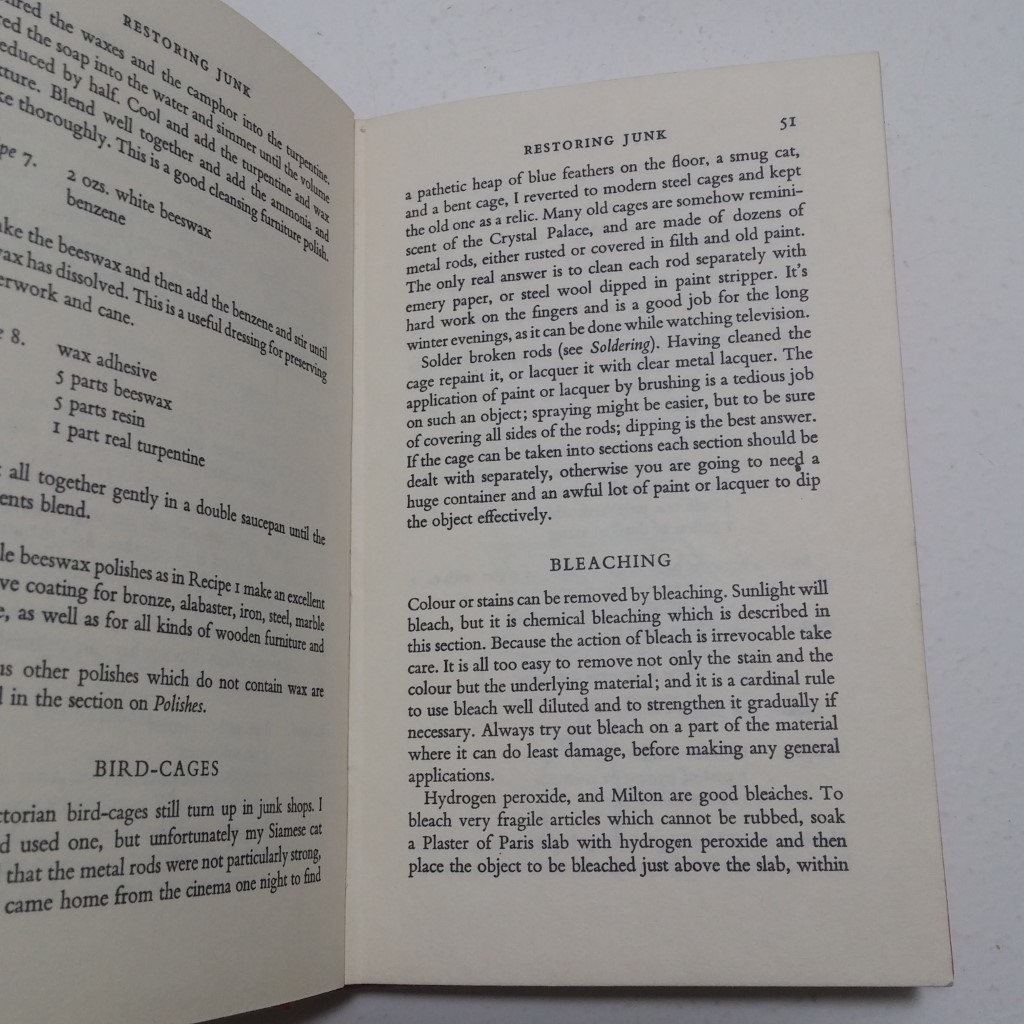 RESTORING JUNK
the waxes and the camphor into the turpentine.
the soap into the water and simmer until the volume
reduced by half. Cool and add the turpentine and wax
Blend well together and add the ammonia and
thoroughly. This is a good cleansing furniture polish.
7.
2 ozs. white beeswax
benzene
the beeswax and then add the benzene and stir until
wax has dissolved. This is a useful dressing for preserving
and cane.
8.
wax adhesive
5 parts beeswax
5 parts resin
1 part real turpentine
all together gently in a double saucepan until the
blend.
beeswax polishes as in Recipe 1 make an excellent
coating for bronze, alabaster, iron, steel, marble
as well as for all kinds of wooden furniture and
other polishes which do not contain wax are
in the section on Polishes.
BIRD-CAGES
bird-cages still turn up in junk shops. I
used one, but unfortunately my Siamese cat
that the metal rods were not particularly strong,
came home from the cinema one night to find
RESTORING JUNK 51
a pathetic heap of blue feathers on the floor, a smug cat,
and a bent cage, I reverted to modern steel cages and kept
the old one as a relic. Many old cages are somehow remini-
scent of the Crystal Palace, and are made of dozens of
metal rods, either rusted or covered in filth and old paint.
The only real answer is to clean each rod separately with
emery paper, or steel wool dipped in paint stripper. It's
hard work on the fingers and is a good job for the long
winter evenings, as it can be done while watching television.
Solder broken rods (see Soldering). Having cleaned the
cage repaint it, or lacquer it with clear metal lacquer. The
application of paint or lacquer by brushing is a tedious job
on such an object; spraying might be easier, but to be sure
of covering all sides of the rods; dipping is the best answer.
If the cage can be taken into sections each section should be
dealt with separately, otherwise you are going to need a
huge container and an awful lot of paint or lacquer to dip
the object effectively.
BLEACHING
Colour or stains can be removed by bleaching. Sunlight will
bleach, but it is chemical bleaching which is described in
this section. Because the action of bleach is irrevocable take
care. It is all too easy to remove not only the stain and the
colour but the underlying material; and it is a cardinal rule
to use bleach well diluted and to strengthen it gradually if
necessary. Always try out bleach on a part of the material
where it can do least damage, before making any general
applications.
Hydrogen peroxide, and Milton are good bleaches. To
bleach very fragile articles which cannot be rubbed, soak
a Plaster of Paris slab with hydrogen peroxide and then
place the object to be bleached just above the slab, within